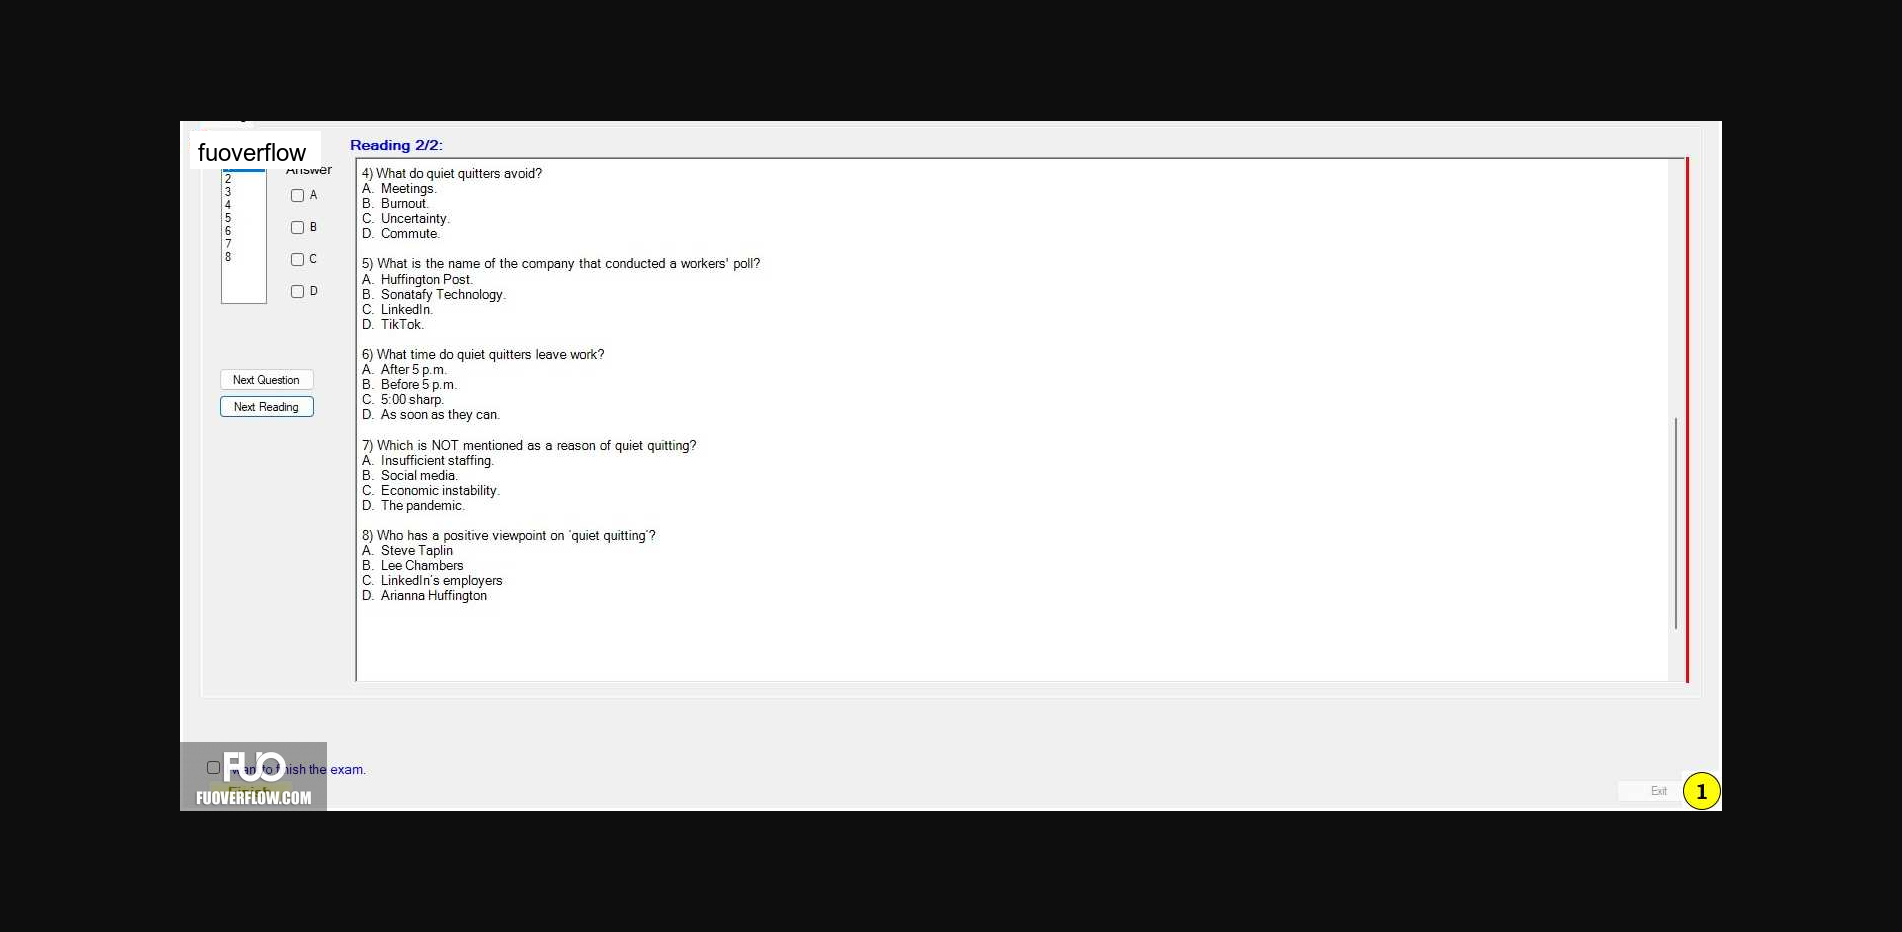 fuoverflow
Reading 2/2:
Answer
2
3
4
5
6
7
8
A
B
C
D
Next Question
Next Reading
4) What do quiet quitters avoid?
A. Meetings.
B. Burnout.
C. Uncertainty.
D. Commute.
5) What is the name of the company that conducted a workers' poll?
A. Huffington Post.
B. Sonatafy Technology.
C. LinkedIn.
D. TikTok.
6) What time do quiet quitters leave work?
A. After 5 p.m.
B. Before 5 p.m.
C. 5:00 sharp.
D. As soon as they can.
7) Which is NOT mentioned as a reason of quiet quitting?
A. Insufficient staffing.
B. Social media.
C. Economic instability.
D. The pandemic.
8) Who has a positive viewpoint on 'quiet quitting'?
A. Steve Taplin
B. Lee Chambers
C. LinkedIn's employers
D. Arianna Huffington
FUO
want to finish the exam.
Finish
FUOVERFLOW.COM
Exit
1